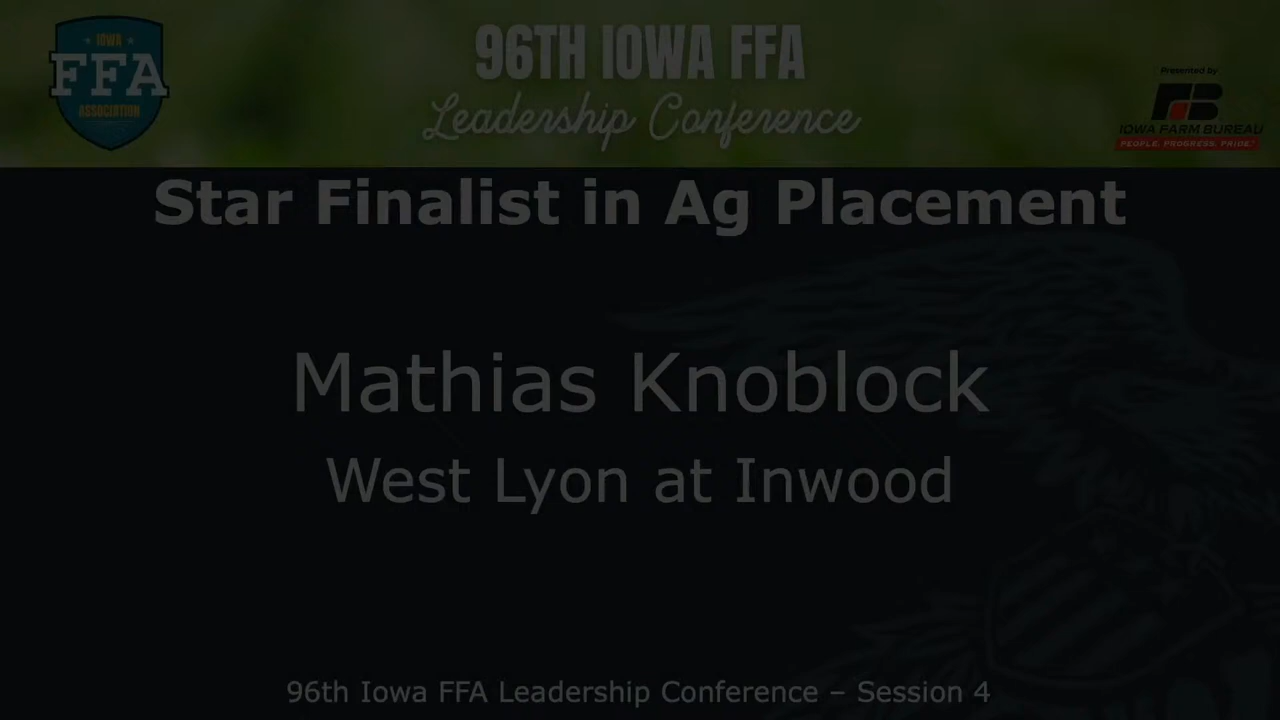 IOWA
FFA
ASSOCIATION
96TH IOWA FFA
Leadership Conference
Presented by
FB
IOWA FARM BUREAU
PEOPLE. PROGRESS. PRIDE.®
Star Finalist in Ag Placement
Mathias Knoblock
West Lyon at Inwood
96th Iowa FFA Leadership Conference – Session 4